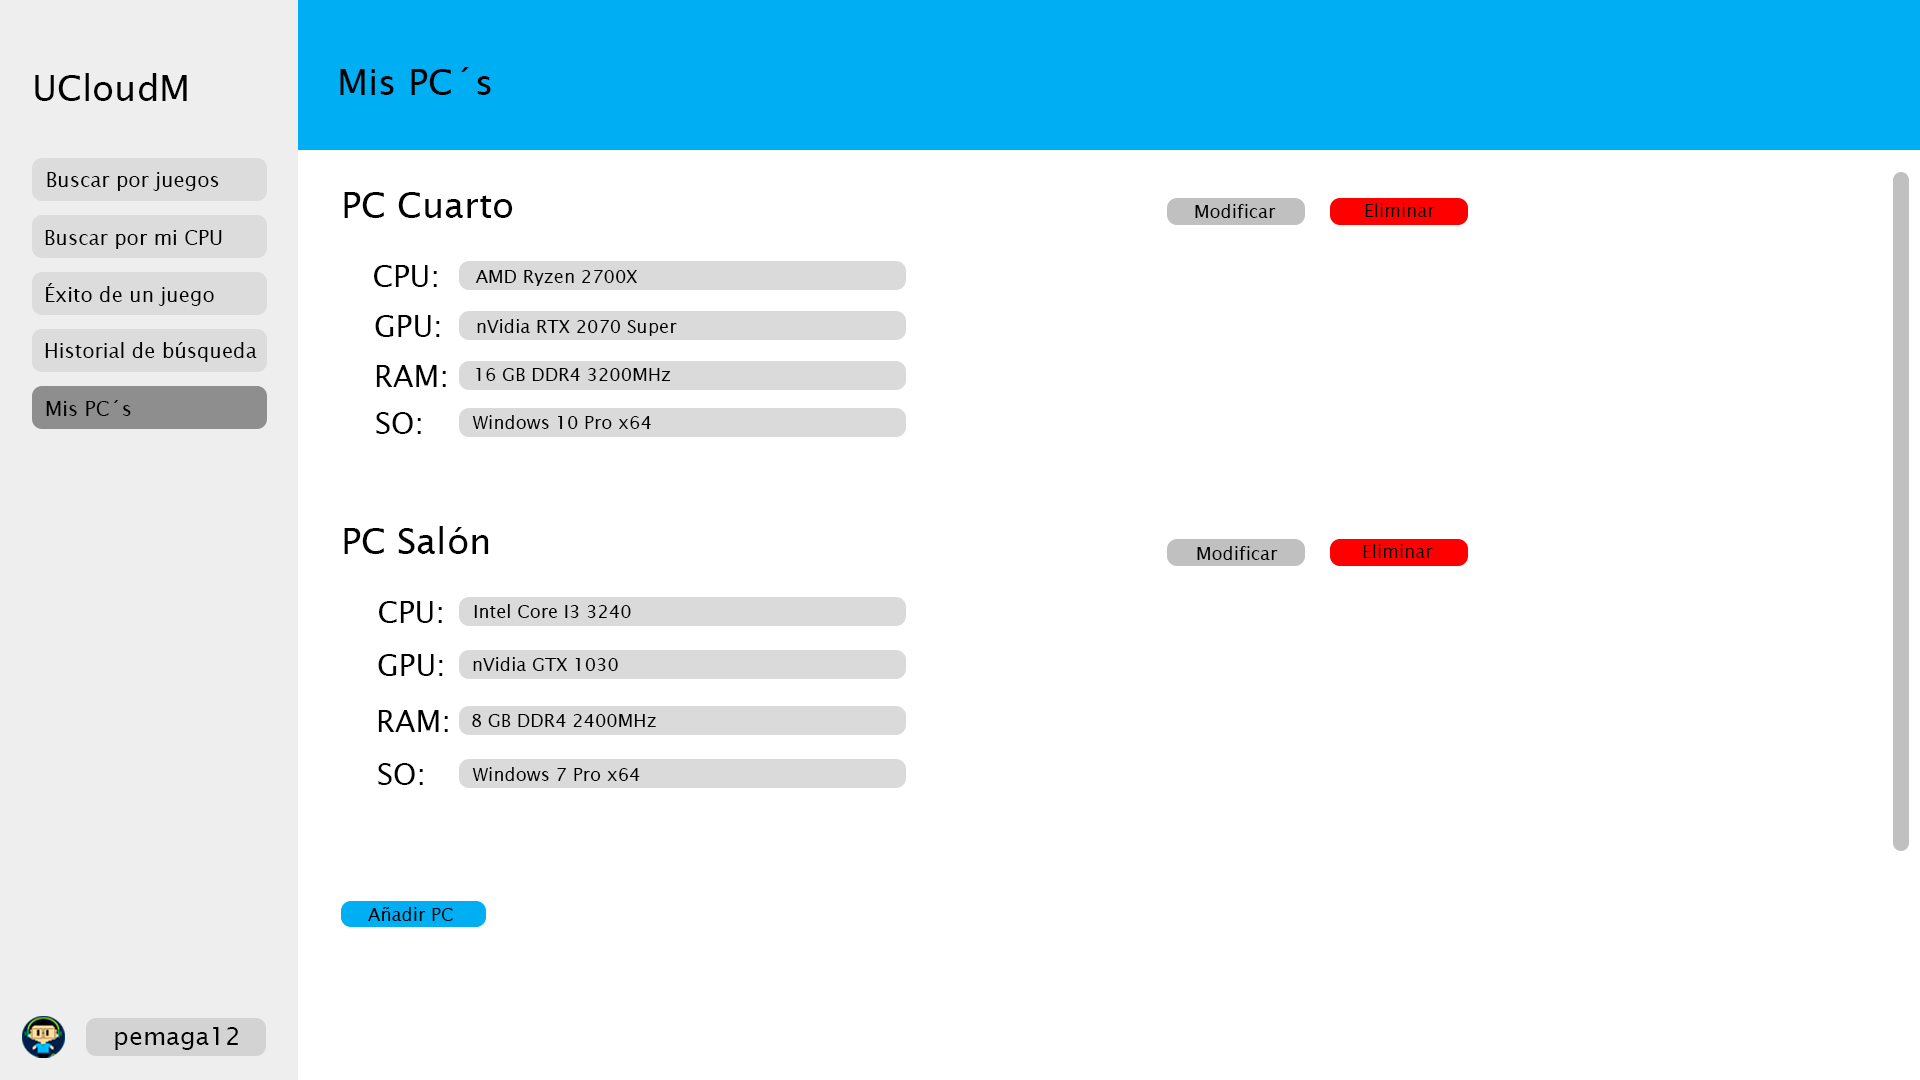 UCloudM
Buscar por juegos
Buscar por mi CPU
Éxito de un juego
Historial de búsqueda
Mis PC´s
pemaga12
Mis PC´s
PC Cuarto
Modificar
Eliminar
CPU: AMD Ryzen 2700X
GPU: nVidia RTX 2070 Super
RAM: 16 GB DDR4 3200MHz
SO: Windows 10 Pro x64
PC Salón
Modificar
Eliminar
CPU: Intel Core I3 3240
GPU: nVidia GTX 1030
RAM: 8 GB DDR4 2400MHz
SO: Windows 7 Pro x64
Añadir PC